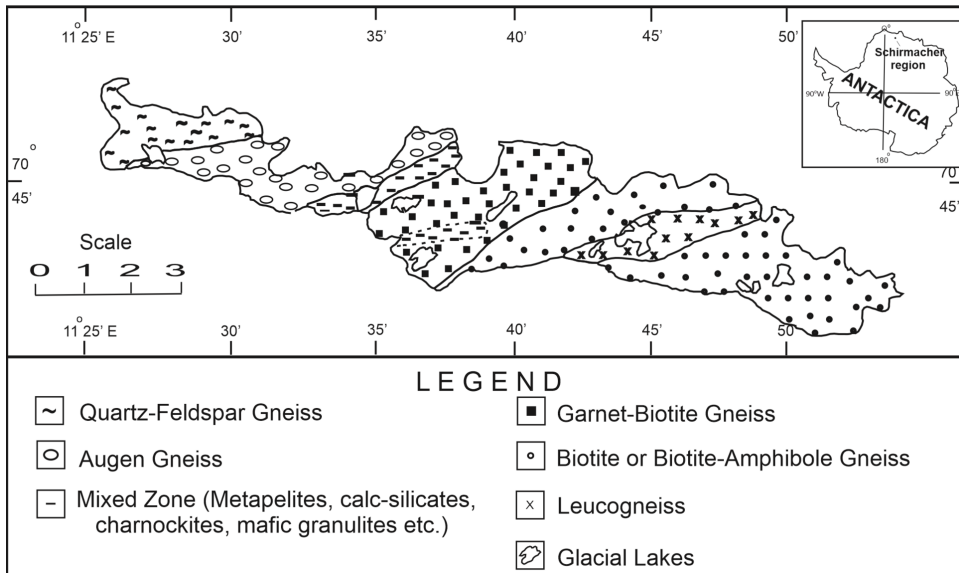 11° 25' E 30' 35' 40' 45' 50'
0°
Schirmacher
region
90°W
90°E
ANTACTICA
180°
70°
45'
70°
45'
Scale
0 1 2 3
11° 25' E 30' 35' 40' 45' 50'
LEGEND
Quartz-Feldspar Gneiss
Augen Gneiss
Mixed Zone (Metapelites, calc-silicates,
charnockites, mafic granulites etc.)
Garnet-Biotite Gneiss
Biotite or Biotite-Amphibole Gneiss
Leucogneiss
Glacial Lakes